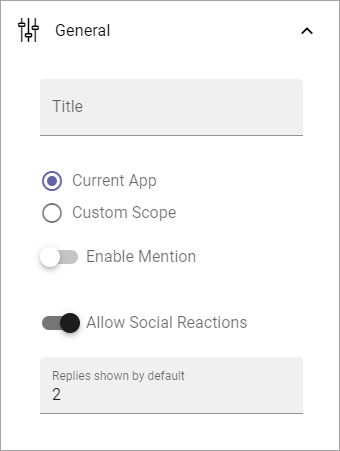 General
Title
Current App
Custom Scope
Enable Mention
Allow Social Reactions
Replies shown by default
2